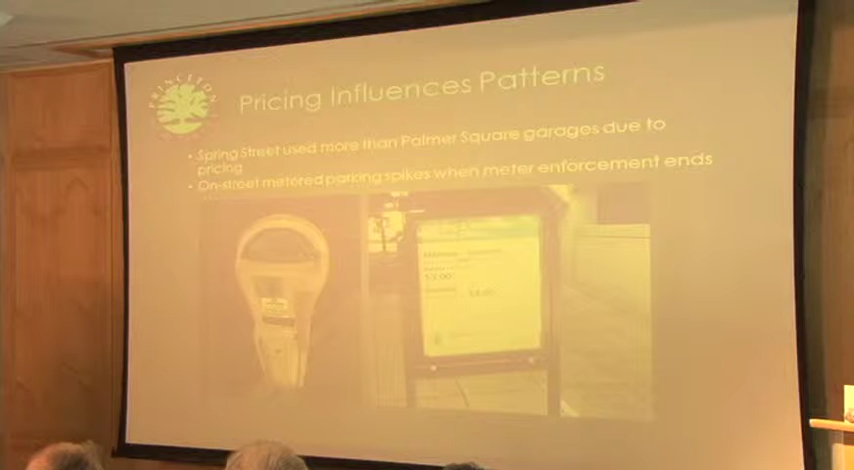 PRINCETON
Pricing Influences Patterns
• Spring Street used more than Palmer Square garages due to
pricing
• On-street metered parking spikes when meter enforcement ends